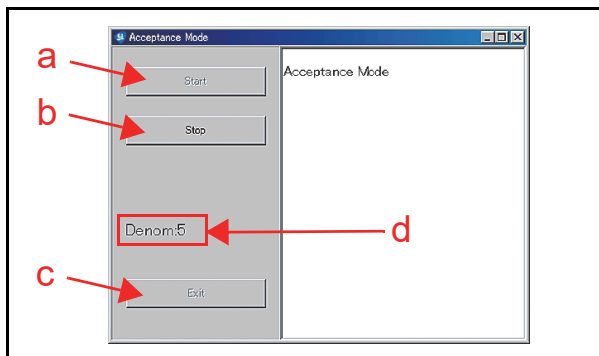 Acceptance Mode
a
Start
Acceptance Mode
b
Stop
Denom:5
d
c
Exit